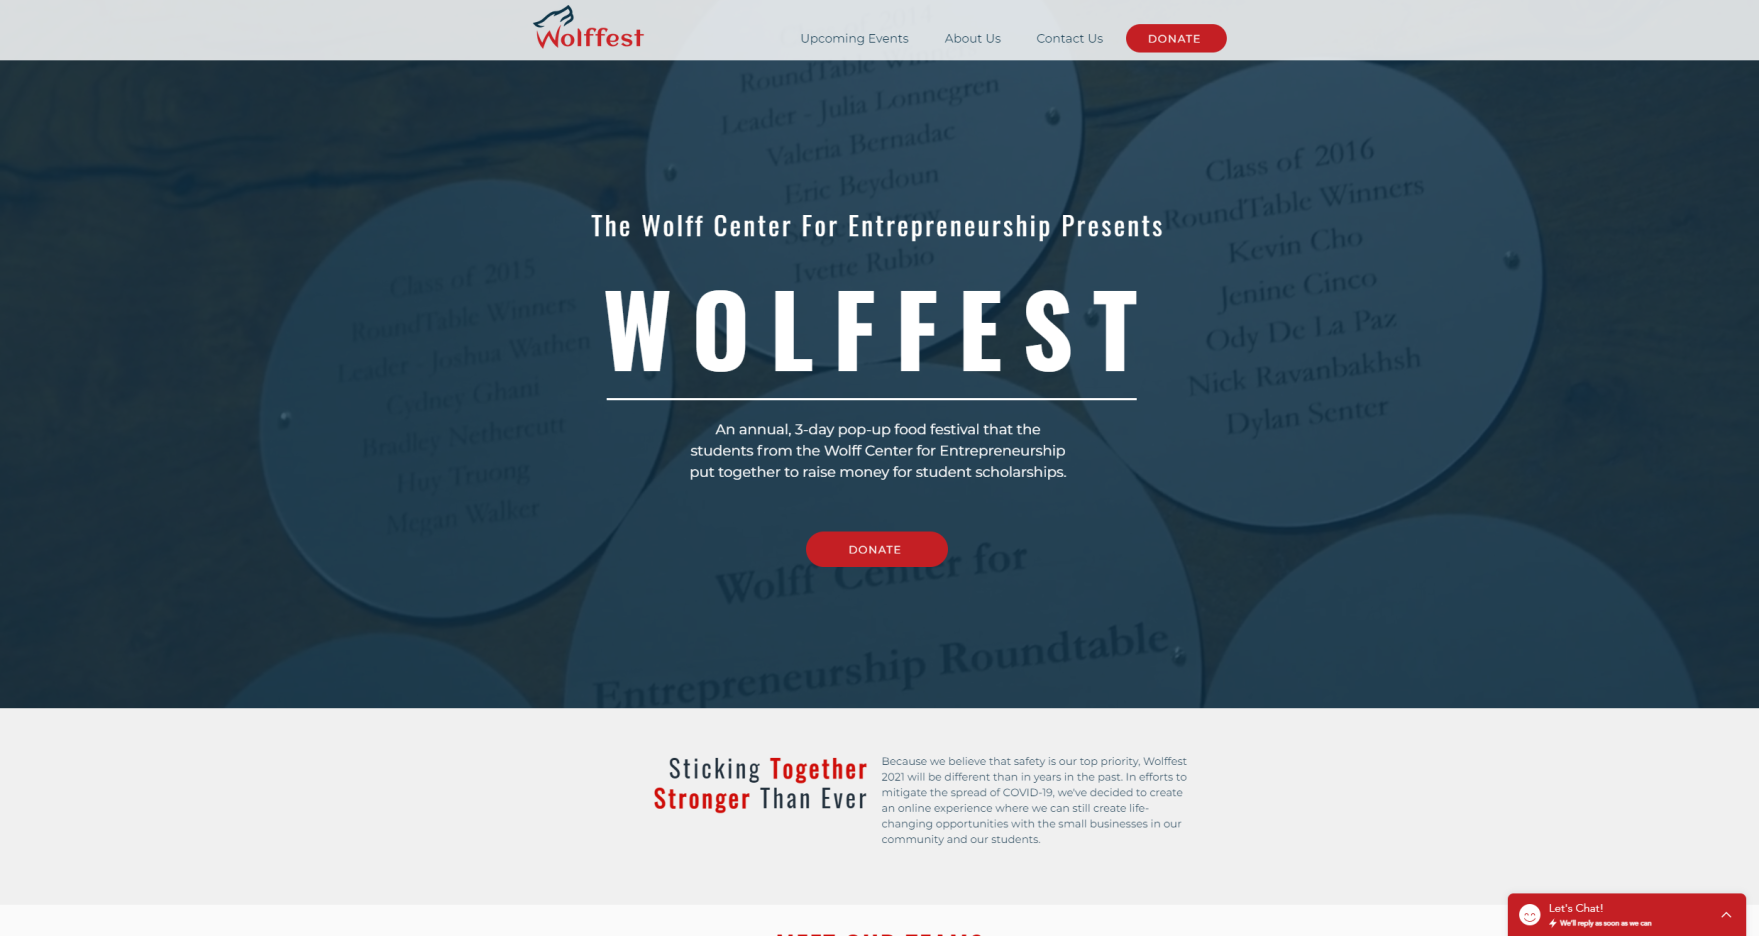 Wolffest
Upcoming Events
About Us
Contact Us
DONATE
RoundTable Winners
Leader - Julia Lonnegren
Valeria Bernadac
Eric Beydoun
Ivette Rubio
Class of 2016
RoundTable Winners
Kevin Cho
Jenine Cinco
Ody De La Paz
Nick Ravanbakhsh
Dylan Senter
Class of 2015
RoundTable Winners
Leader - Joshua Wathen
Cydney Ghani
Bradley Nethercutt
Huy Truong
Megan Walker
The Wolff Center For Entrepreneurship Presents
WOLFFEST
An annual, 3-day pop-up food festival that the
students from the Wolff Center for Entrepreneurship
put together to raise money for student scholarships.
DONATE
Wolff Center for
Entrepreneurship Roundtable
Sticking Together
Stronger Than Ever
Because we believe that safety is our top priority, Wolffest
2021 will be different than in years in the past. In efforts to
mitigate the spread of COVID-19, we've decided to create
an online experience where we can still create life-
changing opportunities with the small businesses in our
community and our students.
MEET OUR TEAMS
Let's Chat!
We'll reply as soon as we can